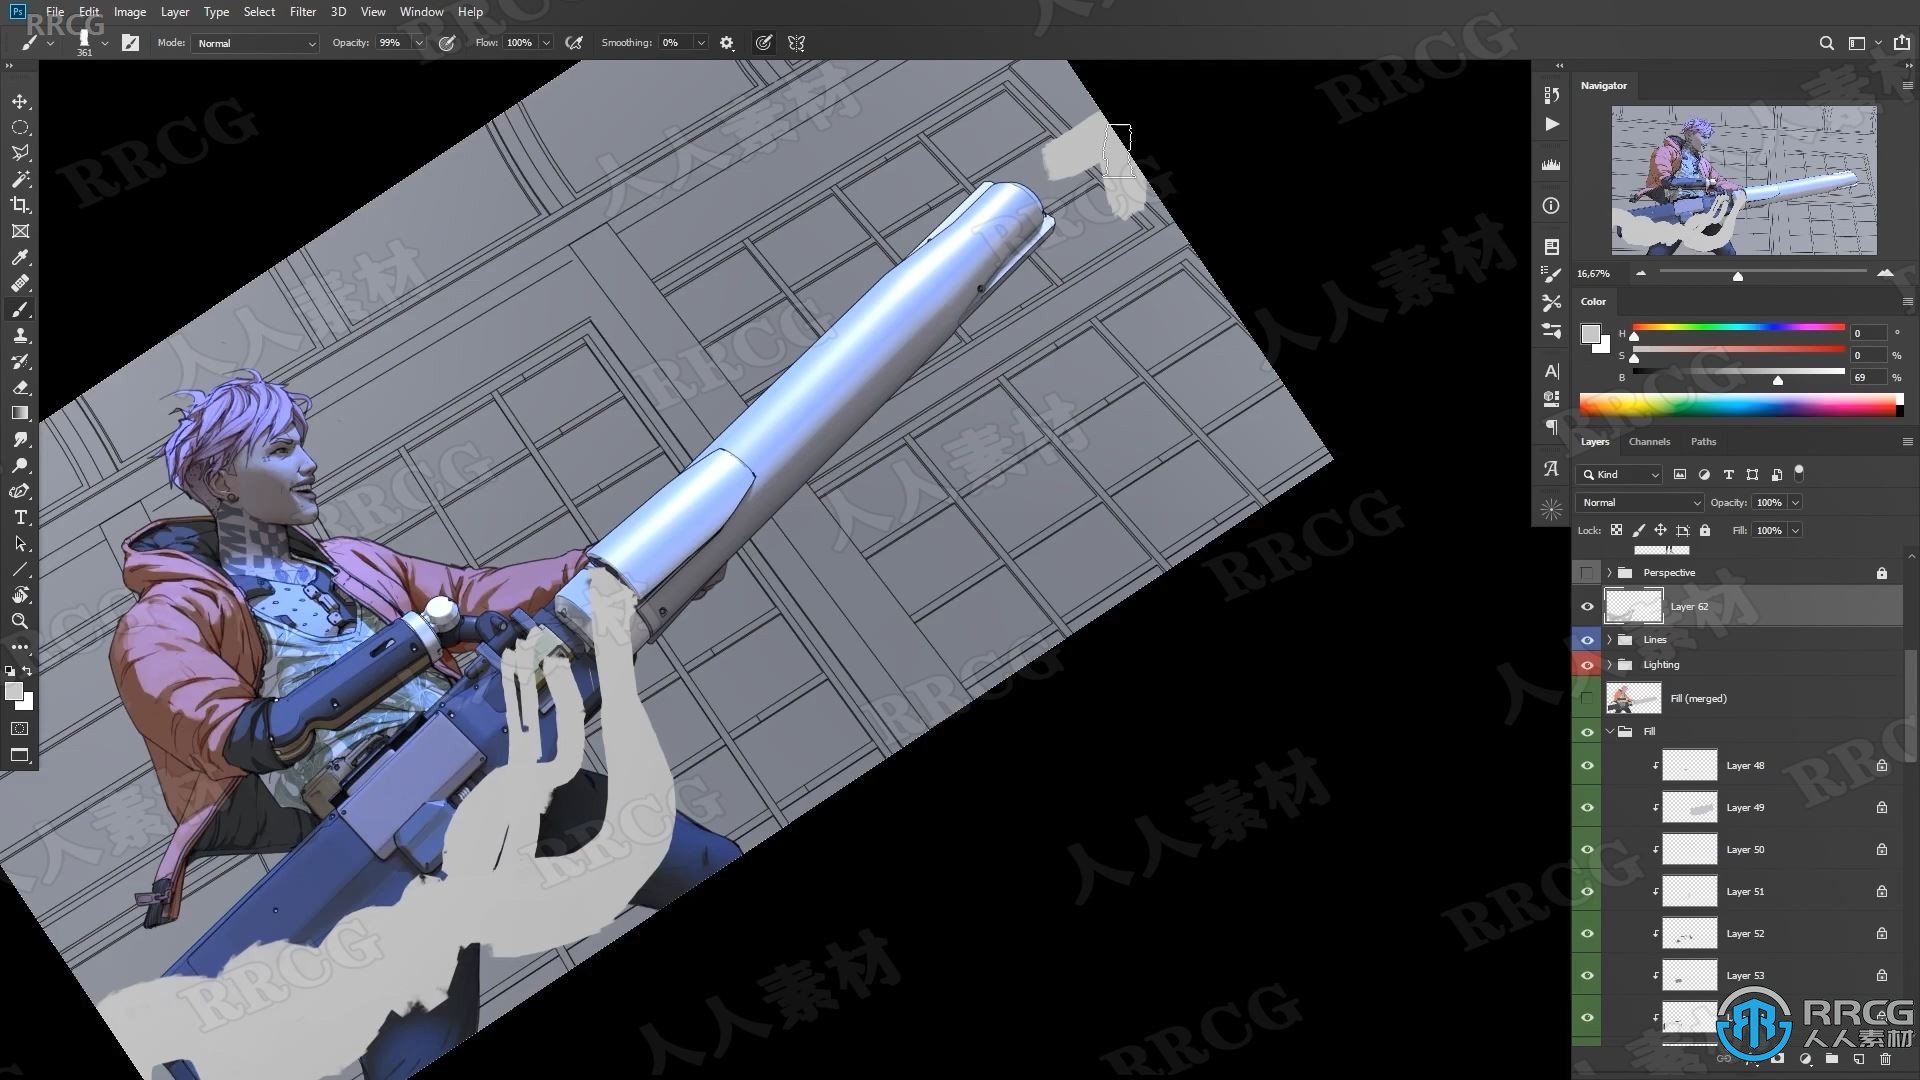 Ps File Edit Image Layer Type Select Filter 3D View Window Help
RRCG
361 Mode: Normal Opacity: 99% Flow: 100% Smoothing: 0%
Navigator
16,67%
Color
H 0 °
S 0 %
B 69 %
Layers Channels Paths
Kind
Normal Opacity: 100%
Lock: Fill: 100%
Perspective
Layer 62
Lines
Lighting
Fill (merged)
Fill
Layer 48
Layer 49
Layer 50
Layer 51
Layer 52
Layer 53
RRCG
人人素材